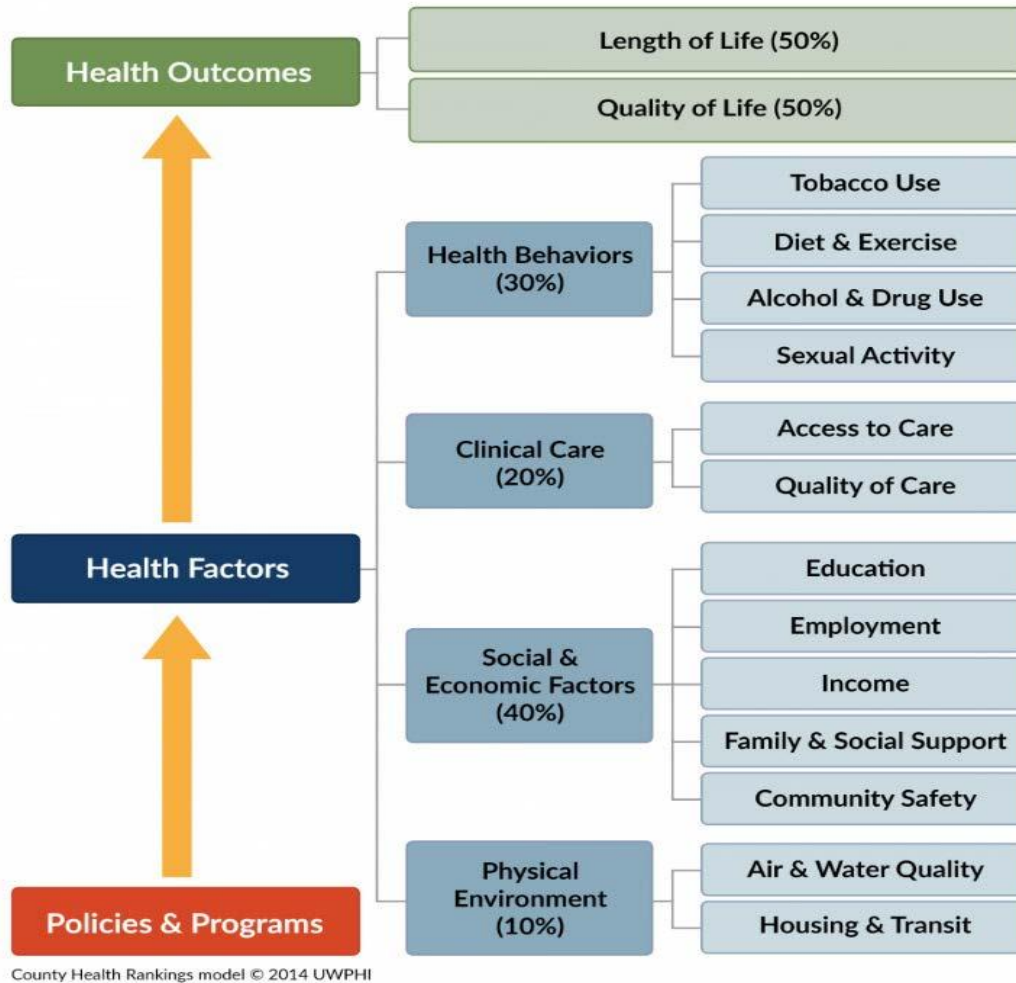 Health Outcomes
Length of Life (50%)
Quality of Life (50%)
Health Factors
Health Behaviors
(30%)
Tobacco Use
Diet & Exercise
Alcohol & Drug Use
Sexual Activity
Clinical Care
(20%)
Access to Care
Quality of Care
Social &
Economic Factors
(40%)
Education
Employment
Income
Family & Social Support
Community Safety
Physical
Environment
(10%)
Air & Water Quality
Housing & Transit
Policies & Programs
County Health Rankings model © 2014 UWPHI